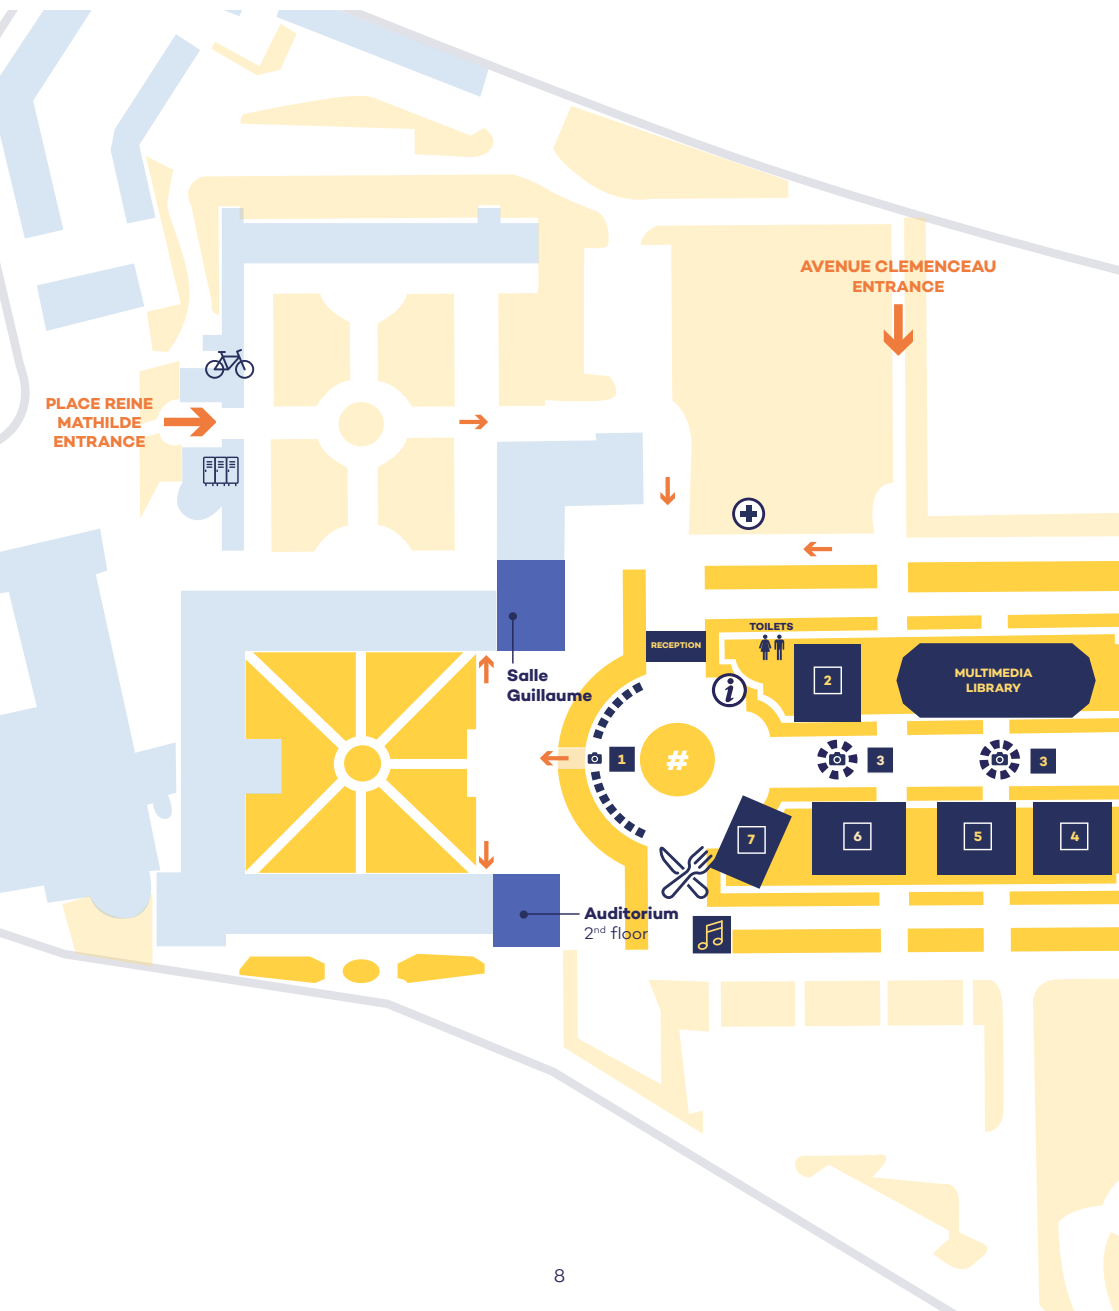 AVENUE CLEMENCEAU
ENTRANCE
PLACE REINE
MATHILDE
ENTRANCE
TOILETS
RECEPTION
2
MULTIMEDIA
LIBRARY
Salle
Guillaume
1
#
3
3
7
6
5
4
Auditorium
2nd floor
8